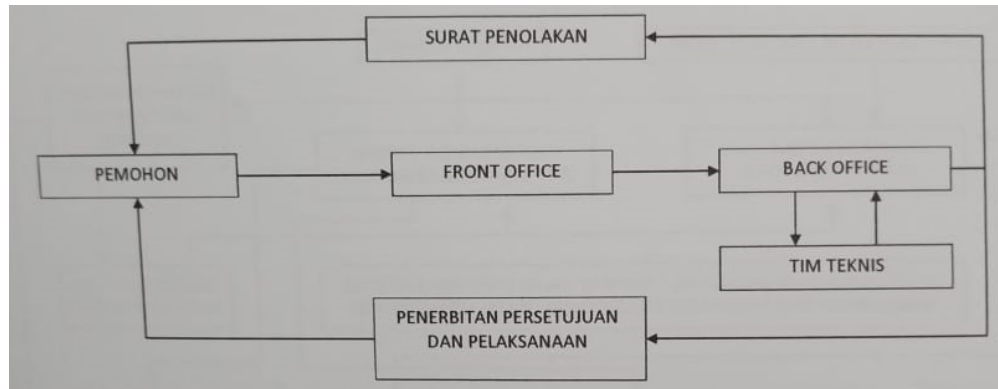 SURAT PENOLAKAN
PEMOHON
FRONT OFFICE
BACK OFFICE
TIM TEKNIS
PENERBITAN PERSETUJUAN
DAN PELAKSANAAN